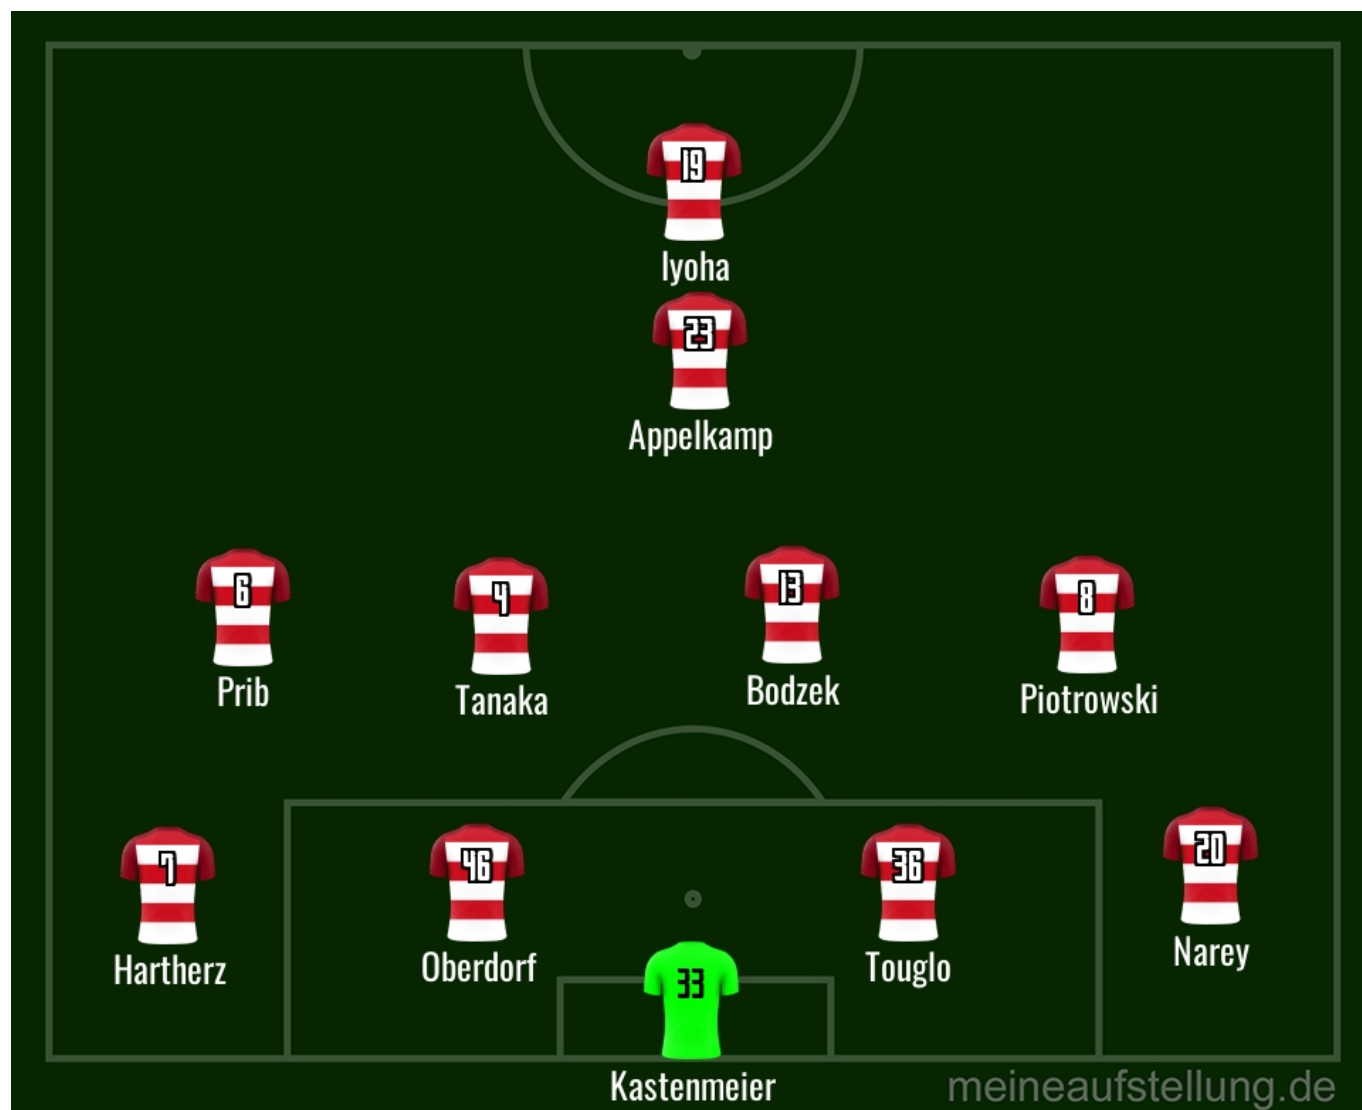 19
Iyoha
23
Appelkamp
6
Prib
4
Tanaka
13
Bodzek
8
Piotrowski
7
Hartherz
46
Oberdorf
36
Touglo
20
Narey
33
Kastenmeier
meineaufstellung.de